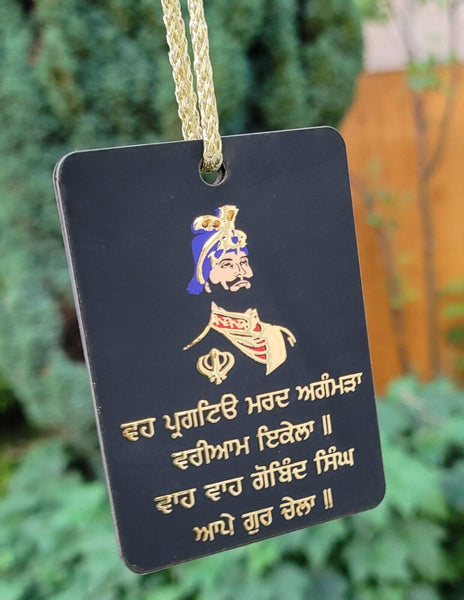 ਵਹ ਪ੍ਰਗਟਿਓ ਮਰਦ ਅਗੰਮੜਾ
ਵਰੀਆਮ ਇਕੇਲਾ ॥
ਵਾਹ ਵਾਹ ਗੋਬਿੰਦ ਸਿੰਘ
ਆਪੇ ਗੁਰ ਚੇਲਾ ॥